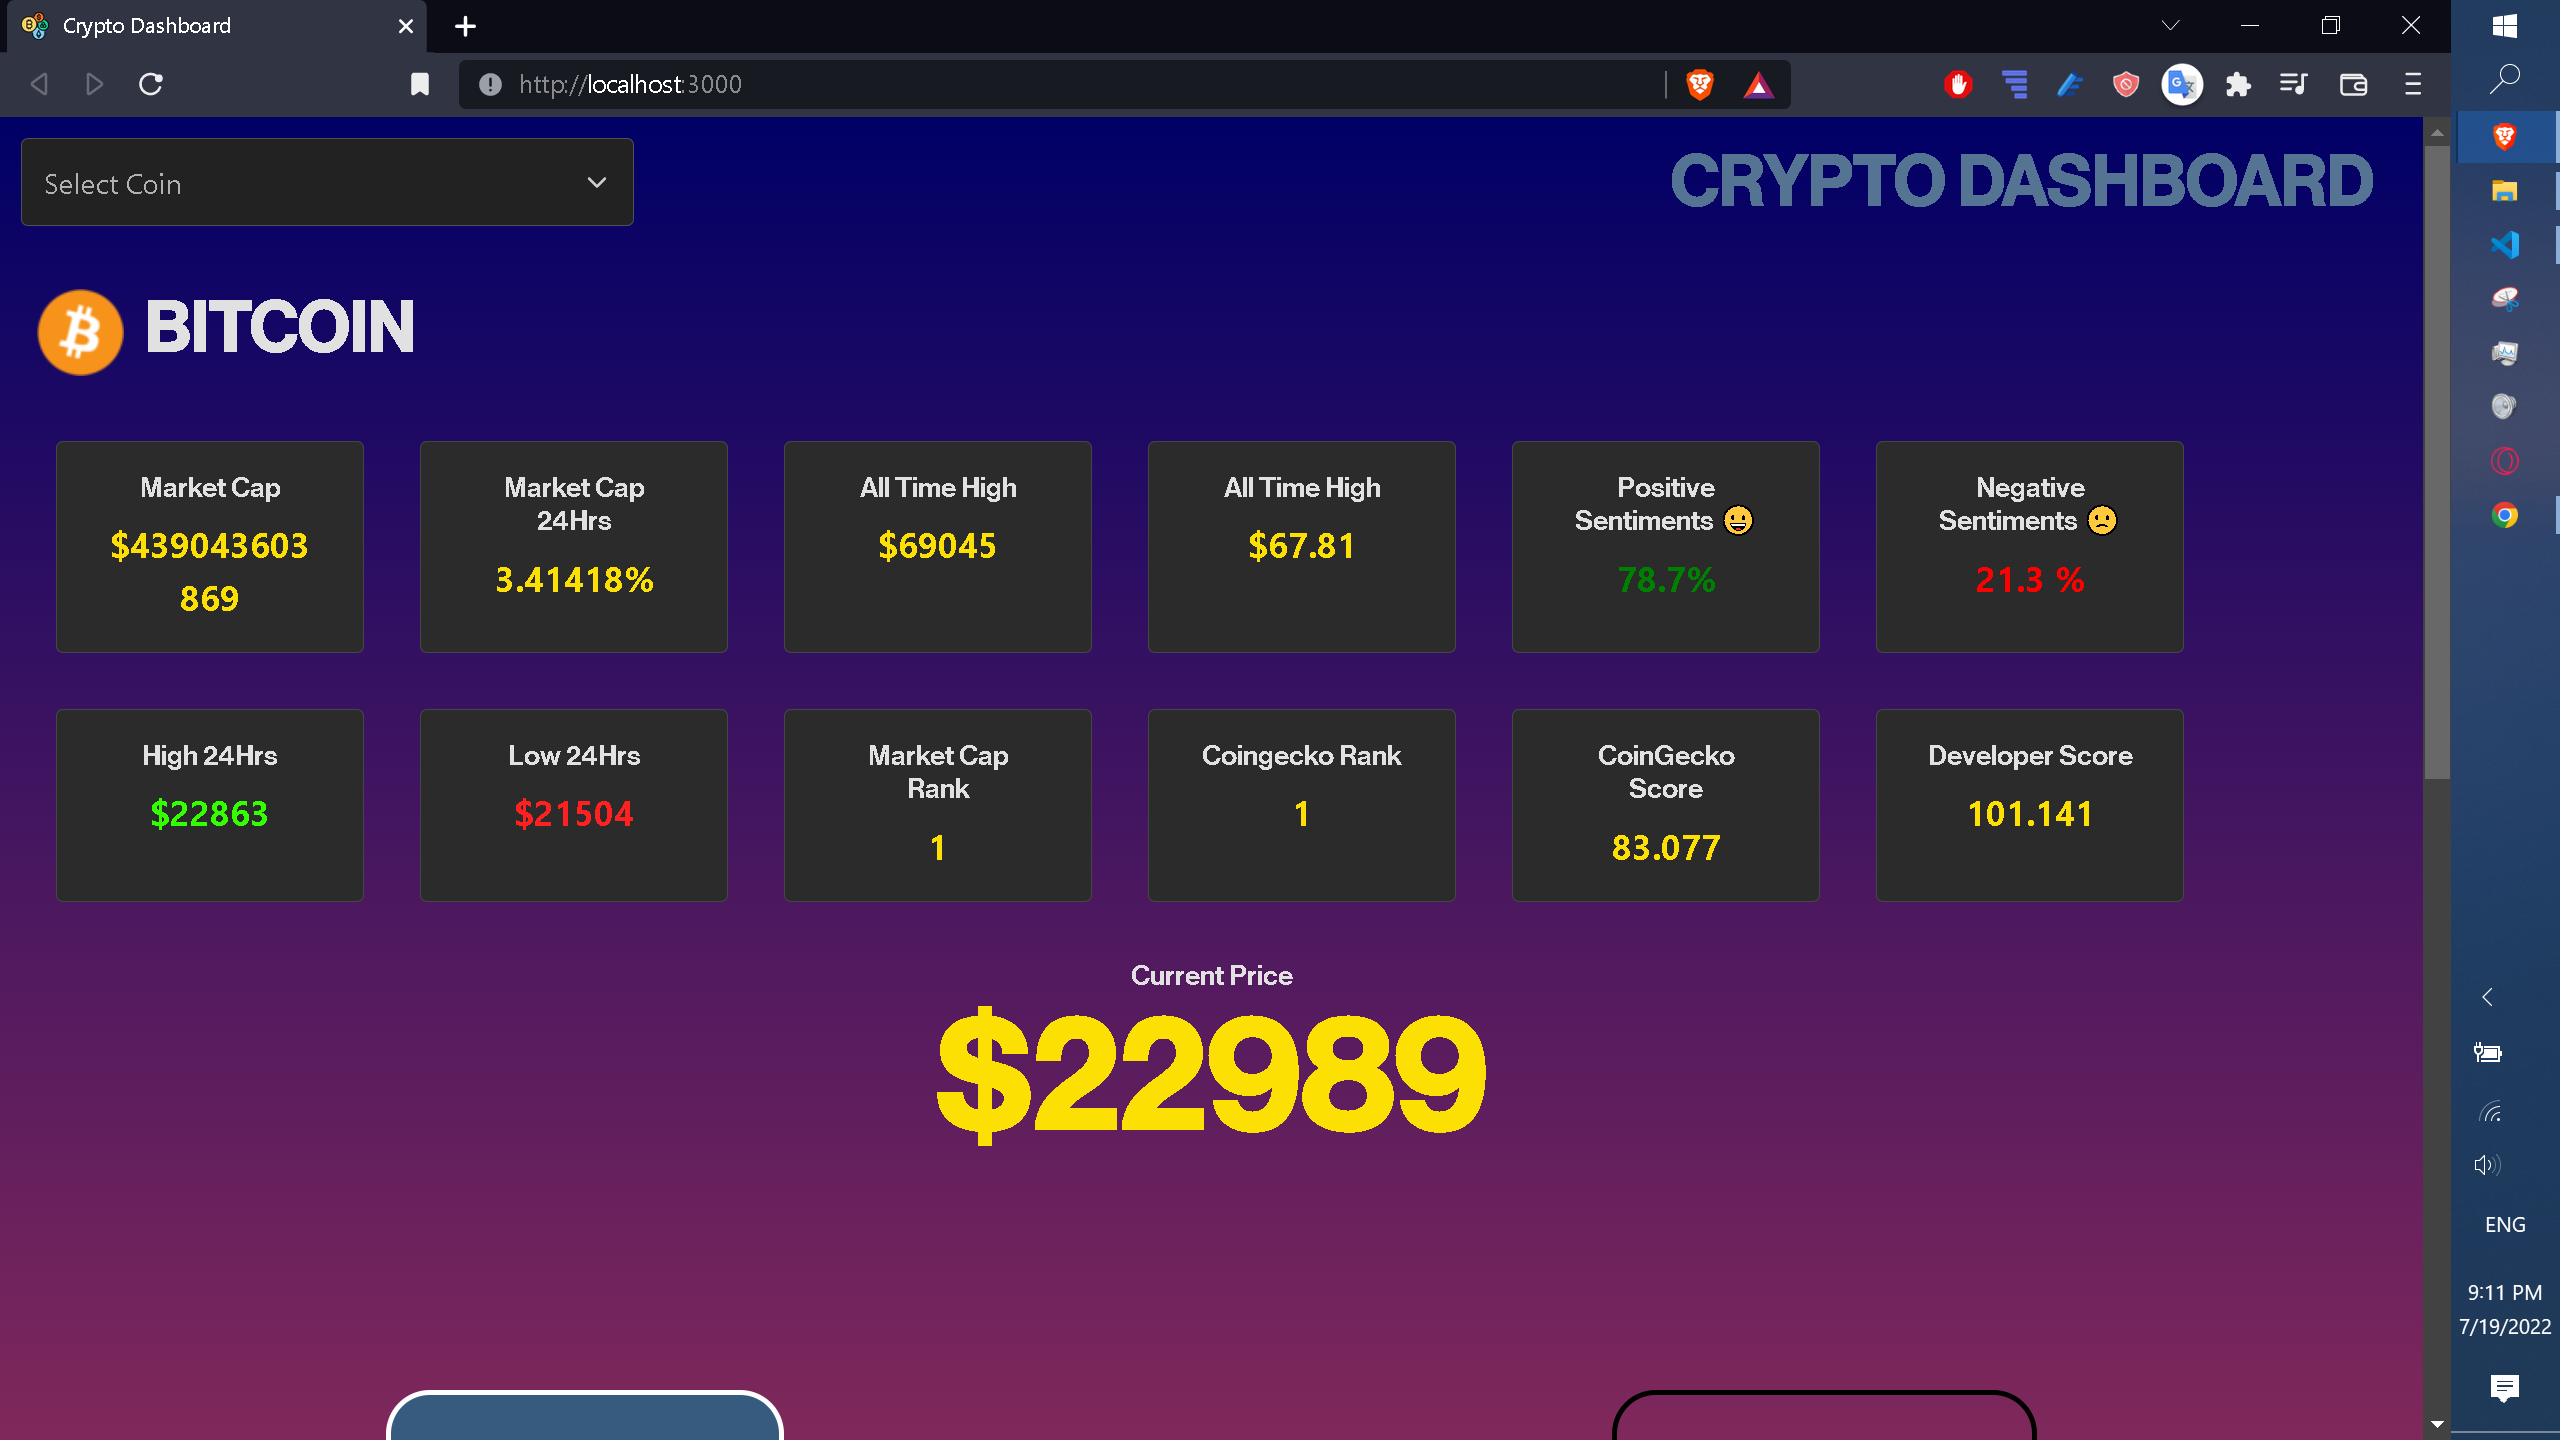 Crypto Dashboard
http://localhost:3000
Select Coin
CRYPTO DASHBOARD
BITCOIN
Market Cap
$439043603
869
Market Cap
24Hrs
3.41418%
All Time High
$69045
All Time High
$67.81
Positive
Sentiments 😀
78.7%
Negative
Sentiments 🙁
21.3 %
High 24Hrs
$22863
Low 24Hrs
$21504
Market Cap
Rank
1
Coingecko Rank
1
CoinGecko
Score
83.077
Developer Score
101.141
Current Price
$22989
ENG
9:11 PM
7/19/2022